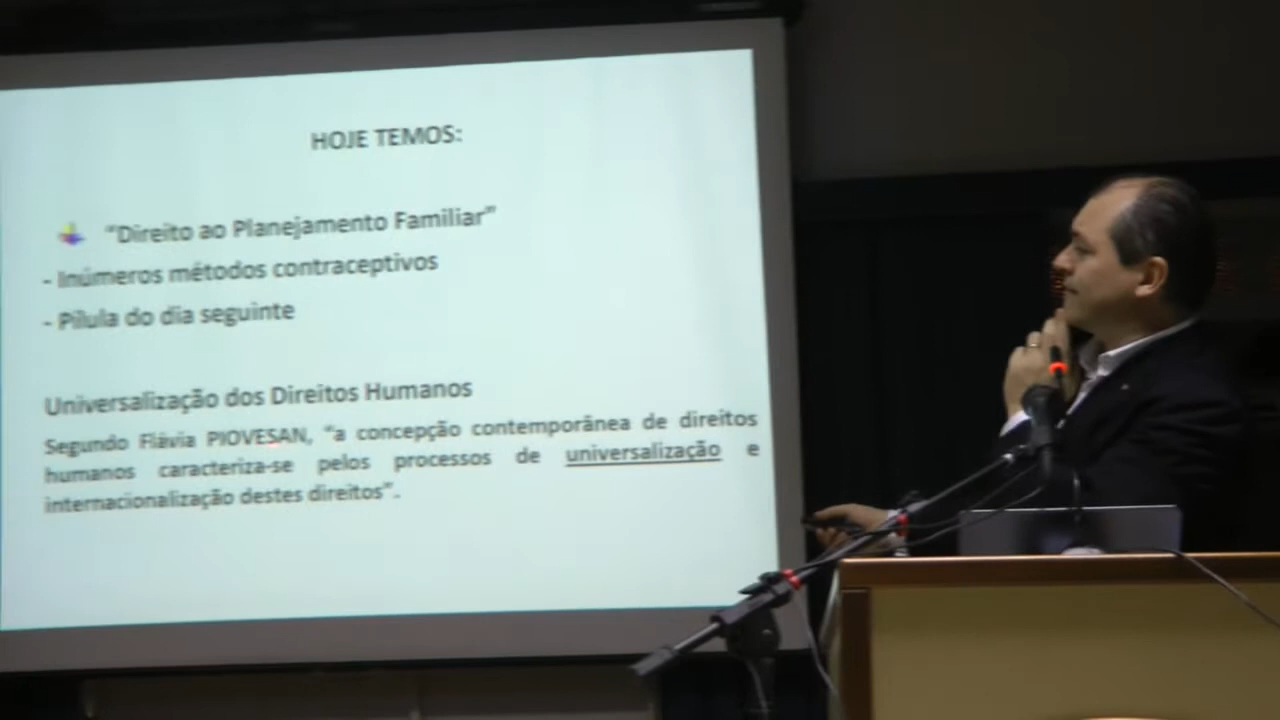 HOJE TEMOS:
“Direito ao Planejamento Familiar”
- Inúmeros métodos contraceptivos
- Pílula do dia seguinte
Universalização dos Direitos Humanos
Segundo Flávia PIOVESAN, “a concepção contemporânea de direitos
humanos caracteriza-se pelos processos de universalização e
internacionalização destes direitos”.